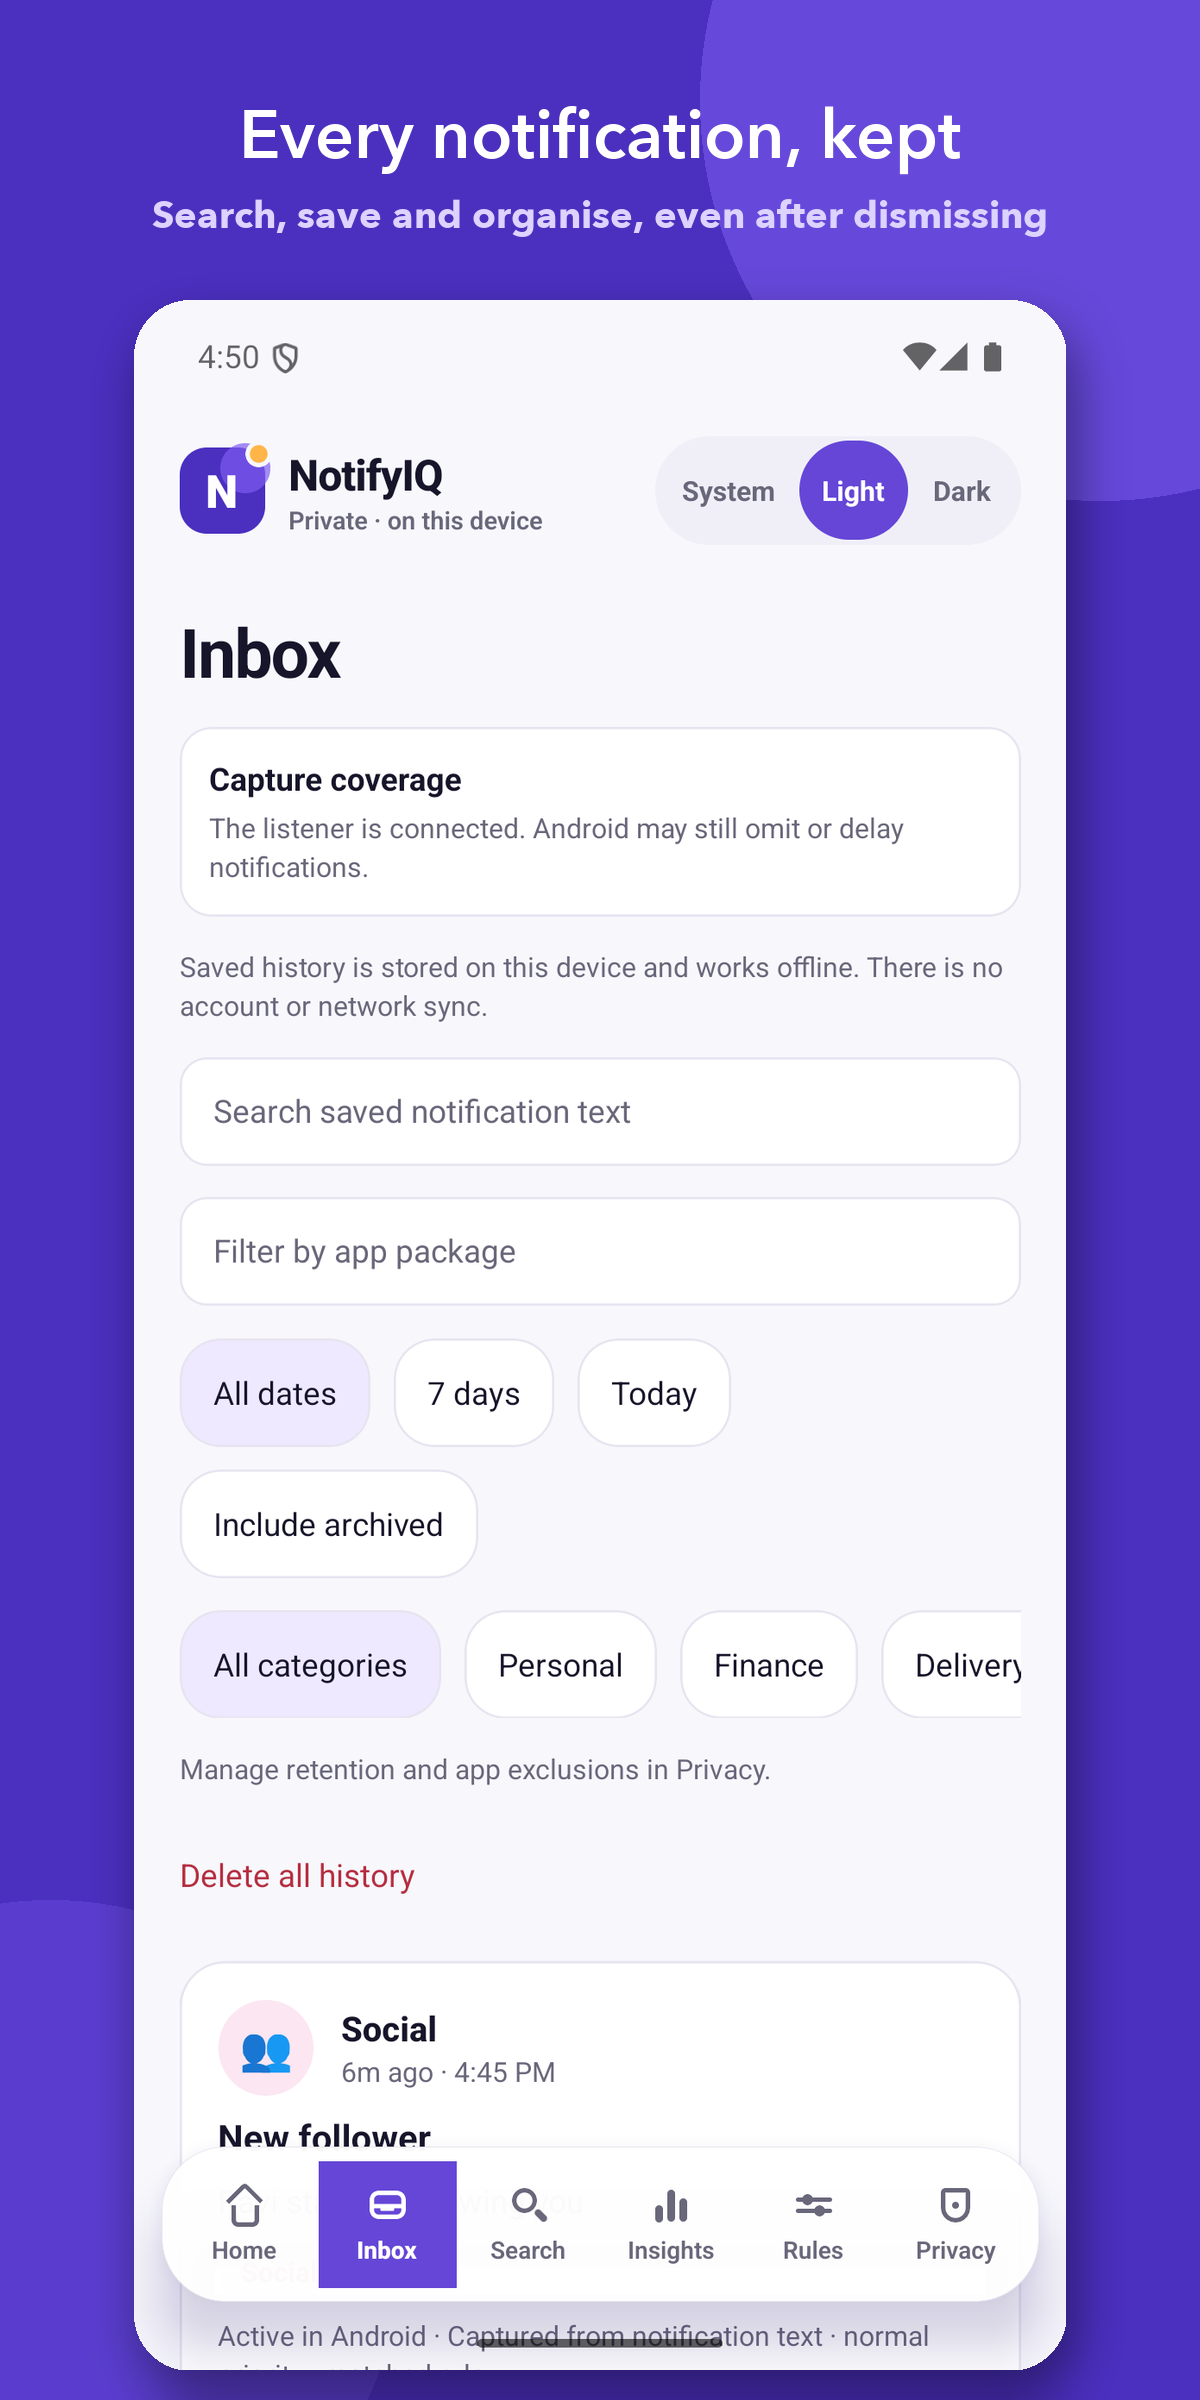 Every notification, kept
Search, save and organise, even after dismissing
4:50
N
NotifyIQ
Private · on this device
System
Light
Dark
Inbox
Capture coverage
The listener is connected. Android may still omit or delay
notifications.
Saved history is stored on this device and works offline. There is no
account or network sync.
Search saved notification text
Filter by app package
All dates
7 days
Today
Include archived
All categories
Personal
Finance
Delivery
Manage retention and app exclusions in Privacy.
Delete all history
Social
6m ago · 4:45 PM
New follower
Home
Inbox
Search
Insights
Rules
Privacy
Active in Android · Captured from notification text · normal